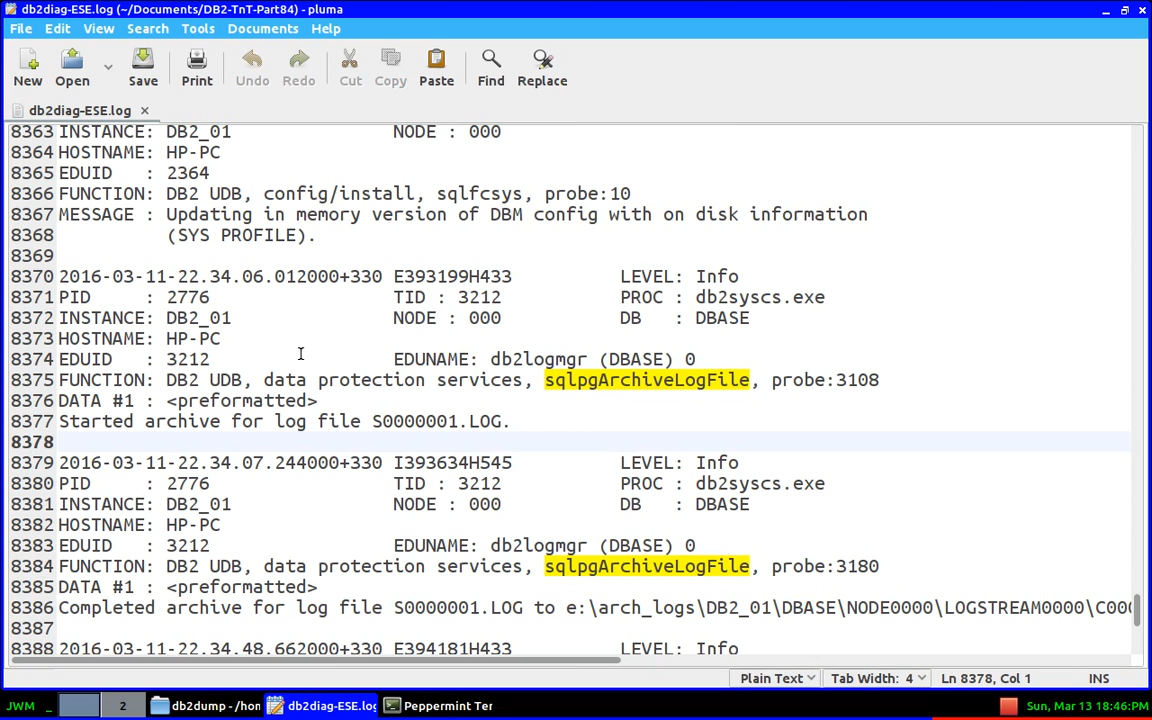 db2diag-ESE.log (~/Documents/DB2-TnT-Part84) - pluma
File Edit View Search Tools Documents Help
New Open Save Print Undo Redo Cut Copy Paste Find Replace
db2diag-ESE.log
8363 INSTANCE: DB2_01 NODE : 000
8364 HOSTNAME: HP-PC
8365 EDUID : 2364
8366 FUNCTION: DB2 UDB, config/install, sqlfcsys, probe:10
8367 MESSAGE : Updating in memory version of DBM config with on disk information
8368 (SYS PROFILE).
8369
8370 2016-03-11-22.34.06.012000+330 E393199H433 LEVEL: Info
8371 PID : 2776 TID : 3212 PROC : db2syscs.exe
8372 INSTANCE: DB2_01 NODE : 000 DB : DBASE
8373 HOSTNAME: HP-PC
8374 EDUID : 3212 EDUNAME: db2logmgr (DBASE) 0
8375 FUNCTION: DB2 UDB, data protection services, sqlpgArchiveLogFile, probe:3108
8376 DATA #1 : <preformatted>
8377 Started archive for log file S0000001.LOG.
8378
8379 2016-03-11-22.34.07.244000+330 I393634H545 LEVEL: Info
8380 PID : 2776 TID : 3212 PROC : db2syscs.exe
8381 INSTANCE: DB2_01 NODE : 000 DB : DBASE
8382 HOSTNAME: HP-PC
8383 EDUID : 3212 EDUNAME: db2logmgr (DBASE) 0
8384 FUNCTION: DB2 UDB, data protection services, sqlpgArchiveLogFile, probe:3180
8385 DATA #1 : <preformatted>
8386 Completed archive for log file S0000001.LOG to e:\arch_logs\DB2_01\DBASE\NODE0000\LOGSTREAM0000\C000
8387
8388 2016-03-11-22.34.48.662000+330 E394181H433 LEVEL: Info
Plain Text Tab Width: 4 Ln 8378, Col 1 INS
JWM _ 2 db2dump - /hon db2diag-ESE.log Peppermint Ter Sun, Mar 13 18:46:PM